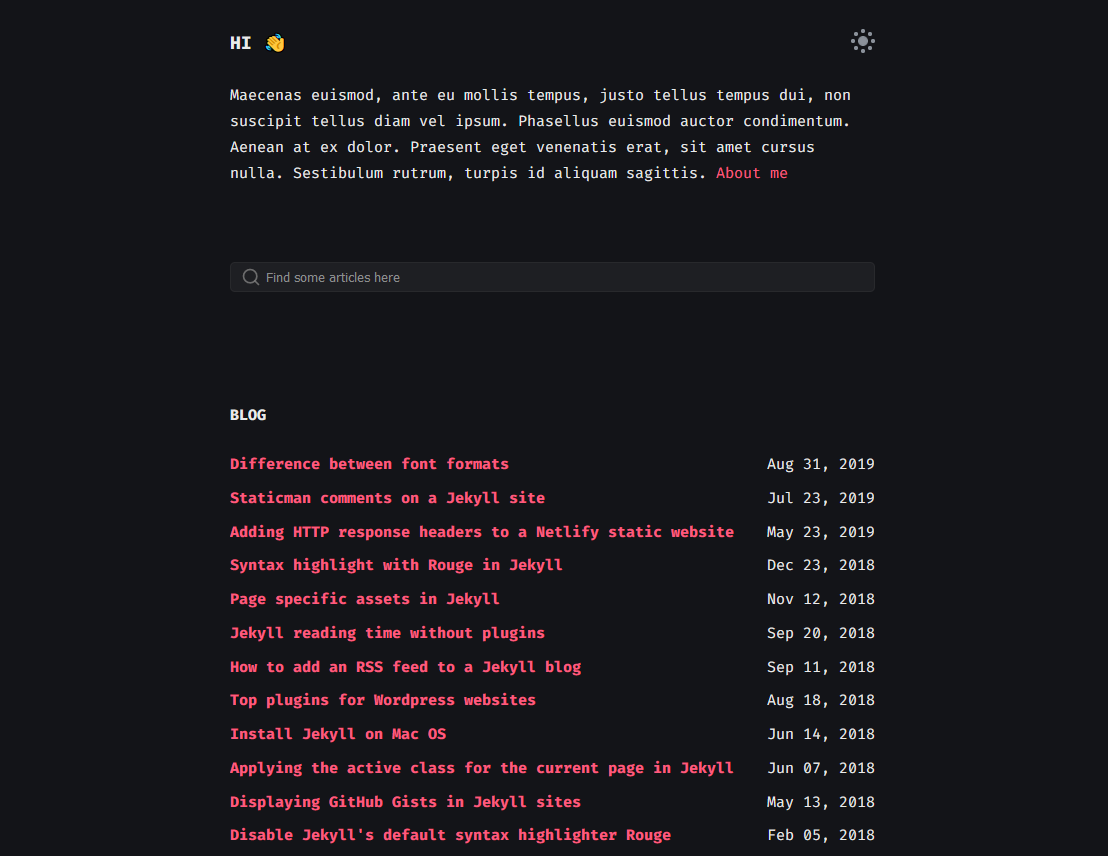 HI 👋
Maecenas euismod, ante eu mollis tempus, justo tellus tempus dui, non
suscipit tellus diam vel ipsum. Phasellus euismod auctor condimentum.
Aenean at ex dolor. Praesent eget venenatis erat, sit amet cursus
nulla. Sestibulum rutrum, turpis id aliquam sagittis. About me
Find some articles here
BLOG
Difference between font formats Aug 31, 2019
Staticman comments on a Jekyll site Jul 23, 2019
Adding HTTP response headers to a Netlify static website May 23, 2019
Syntax highlight with Rouge in Jekyll Dec 23, 2018
Page specific assets in Jekyll Nov 12, 2018
Jekyll reading time without plugins Sep 20, 2018
How to add an RSS feed to a Jekyll blog Sep 11, 2018
Top plugins for Wordpress websites Aug 18, 2018
Install Jekyll on Mac OS Jun 14, 2018
Applying the active class for the current page in Jekyll Jun 07, 2018
Displaying GitHub Gists in Jekyll sites May 13, 2018
Disable Jekyll's default syntax highlighter Rouge Feb 05, 2018